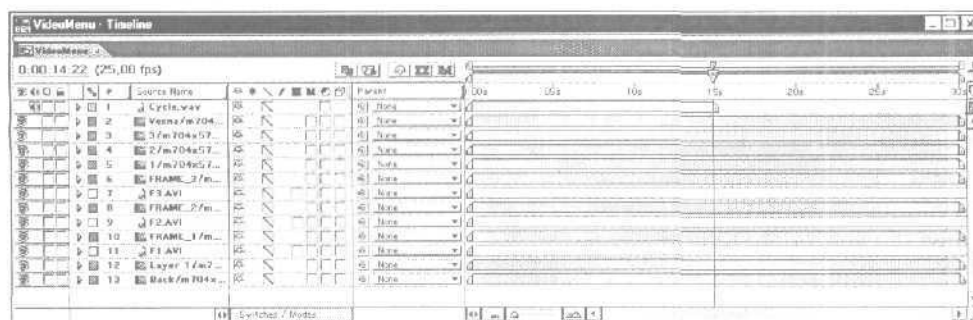 VideoMenu · Timeline
VideoMenu
0:00:14:22 (25,00 fps)
# Source Name Parent 00s 05s 10s 15s 20s 25s 30s
1 Cycle.wav None
2 Vesna/m704... None
3 3/m704x57... None
4 2/m704x57... None
5 1/m704x57... None
6 FRAME_3/m... None
7 F3.AVI None
8 FRAME_2/m... None
9 F2.AVI None
10 FRAME_1/m... None
11 F1.AVI None
12 Layer 1/m7... None
13 Back/m704x... None
Switches / Modes